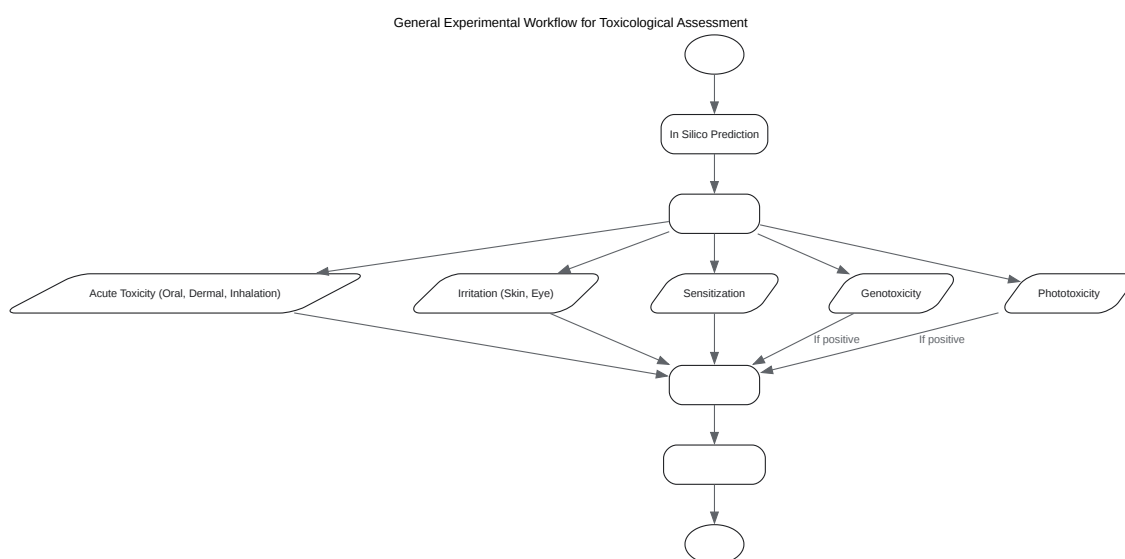 General Experimental Workflow for Toxicological Assessment
In Silico Prediction
Acute Toxicity (Oral, Dermal, Inhalation)
Irritation (Skin, Eye)
Sensitization
Genotoxicity
Phototoxicity
If positive
If positive